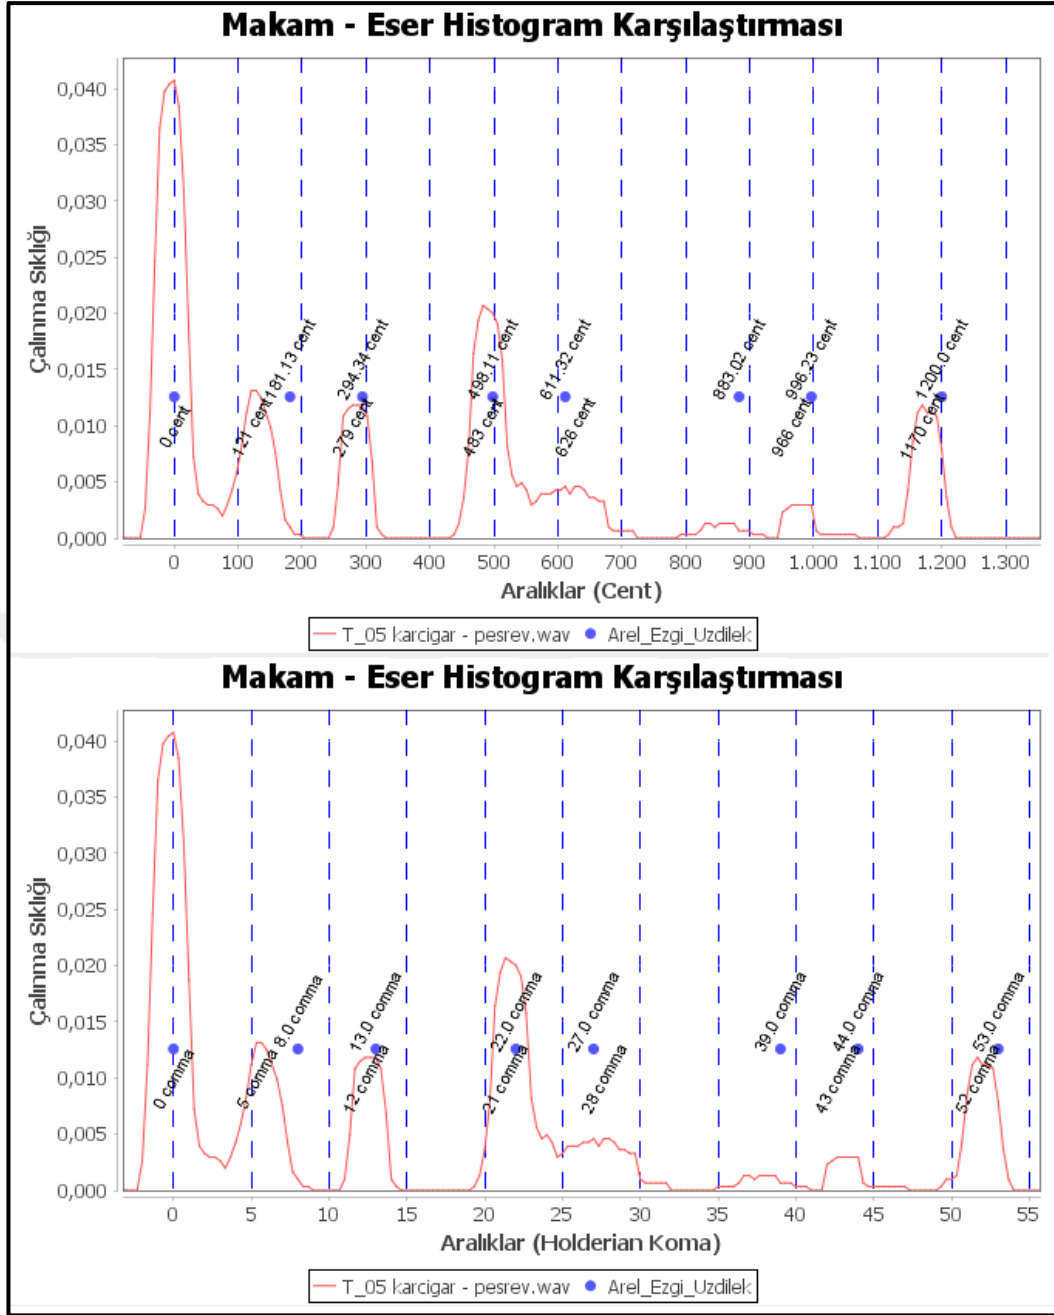 Makam - Eser Histogram Karşılaştırması
Çalınma Sıklığı
0,040
0,035
0,030
0,025
0,020
0,015
0,010
0,005
0,000
0 cent
121 cent
181.13 cent
279 cent
294.34 cent
483 cent
498.11 cent
626 cent
611.32 cent
883.02 cent
966 cent
996.23 cent
1170 cent
1200.0 cent
0 100 200 300 400 500 600 700 800 900 1.000 1.100 1.200 1.300
Aralıklar (Cent)
T_05 karcigar - pesrev.wav Arel_Ezgi_Uzdilek
Makam - Eser Histogram Karşılaştırması
Çalınma Sıklığı
0,040
0,035
0,030
0,025
0,020
0,015
0,010
0,005
0,000
0 comma
5 comma
8.0 comma
12 comma
13.0 comma
21 comma
22.0 comma
28 comma
27.0 comma
39.0 comma
43 comma
44.0 comma
52 comma
53.0 comma
0 5 10 15 20 25 30 35 40 45 50 55
Aralıklar (Holderian Koma)
T_05 karcigar - pesrev.wav Arel_Ezgi_Uzdilek